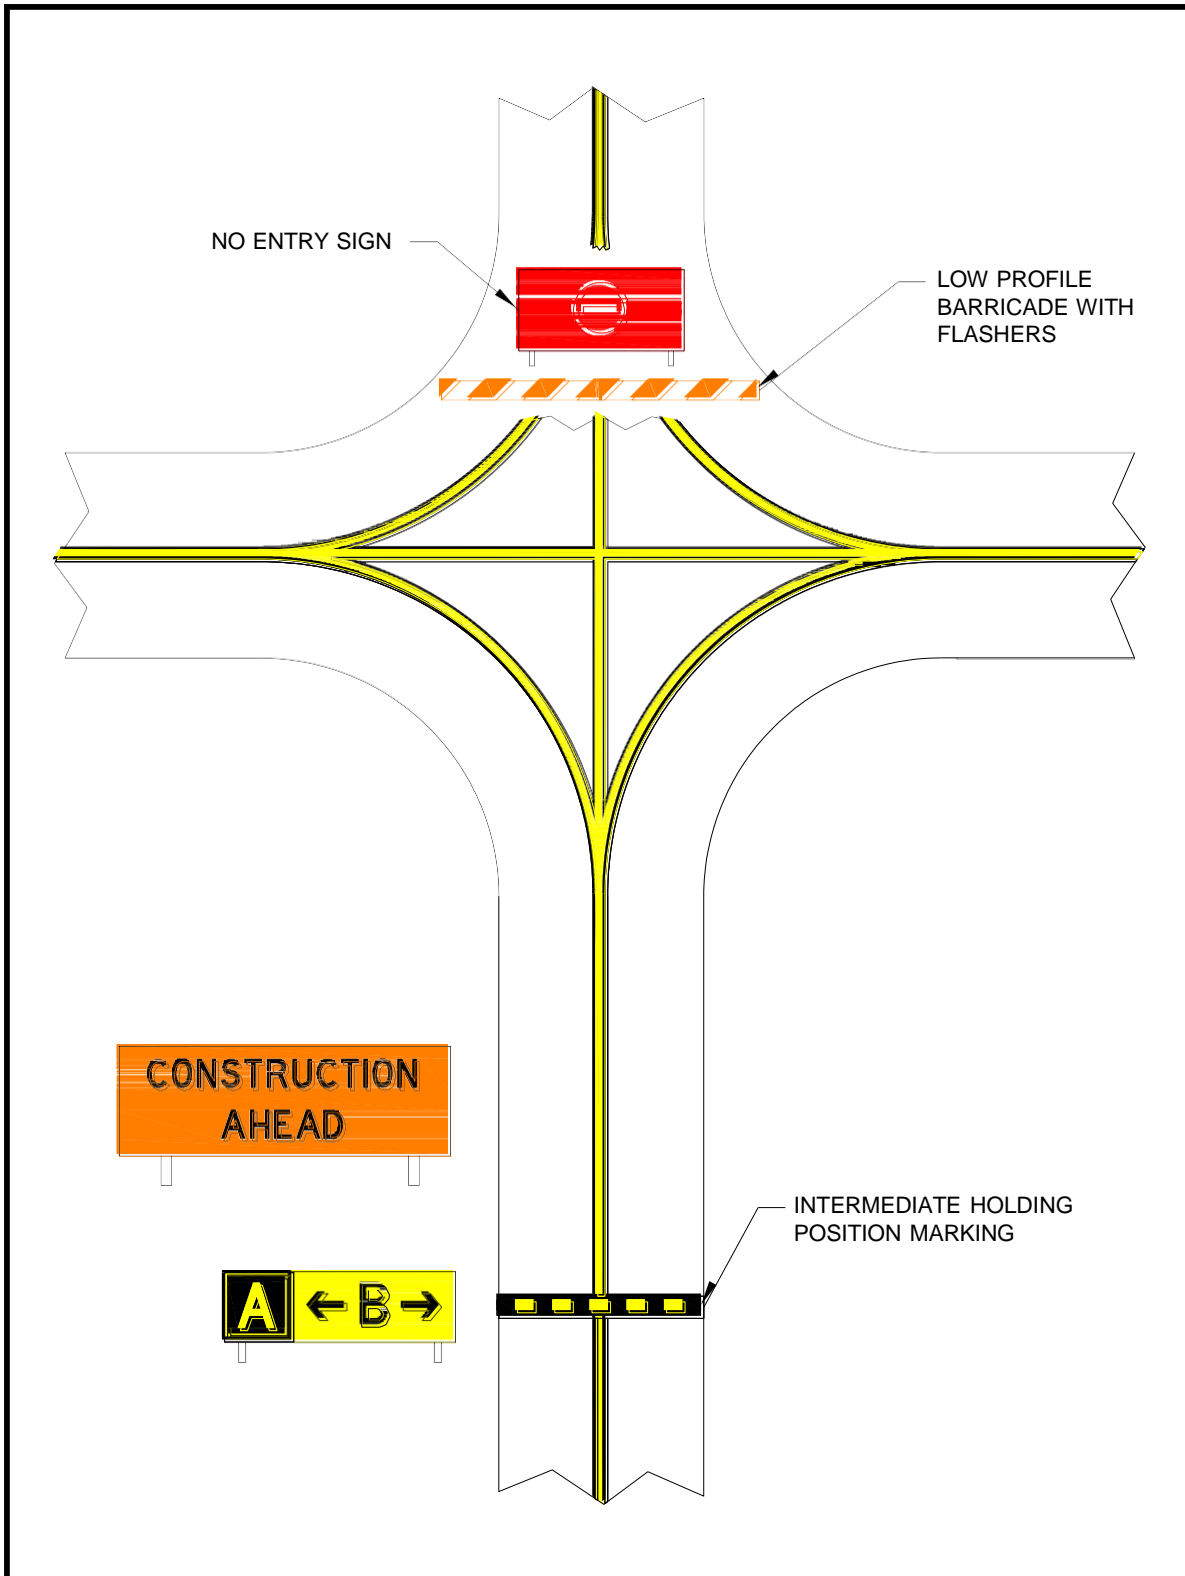 NO ENTRY SIGN
LOW PROFILE
BARRICADE WITH
FLASHERS
CONSTRUCTION
AHEAD
INTERMEDIATE HOLDING
POSITION MARKING
A ← B →